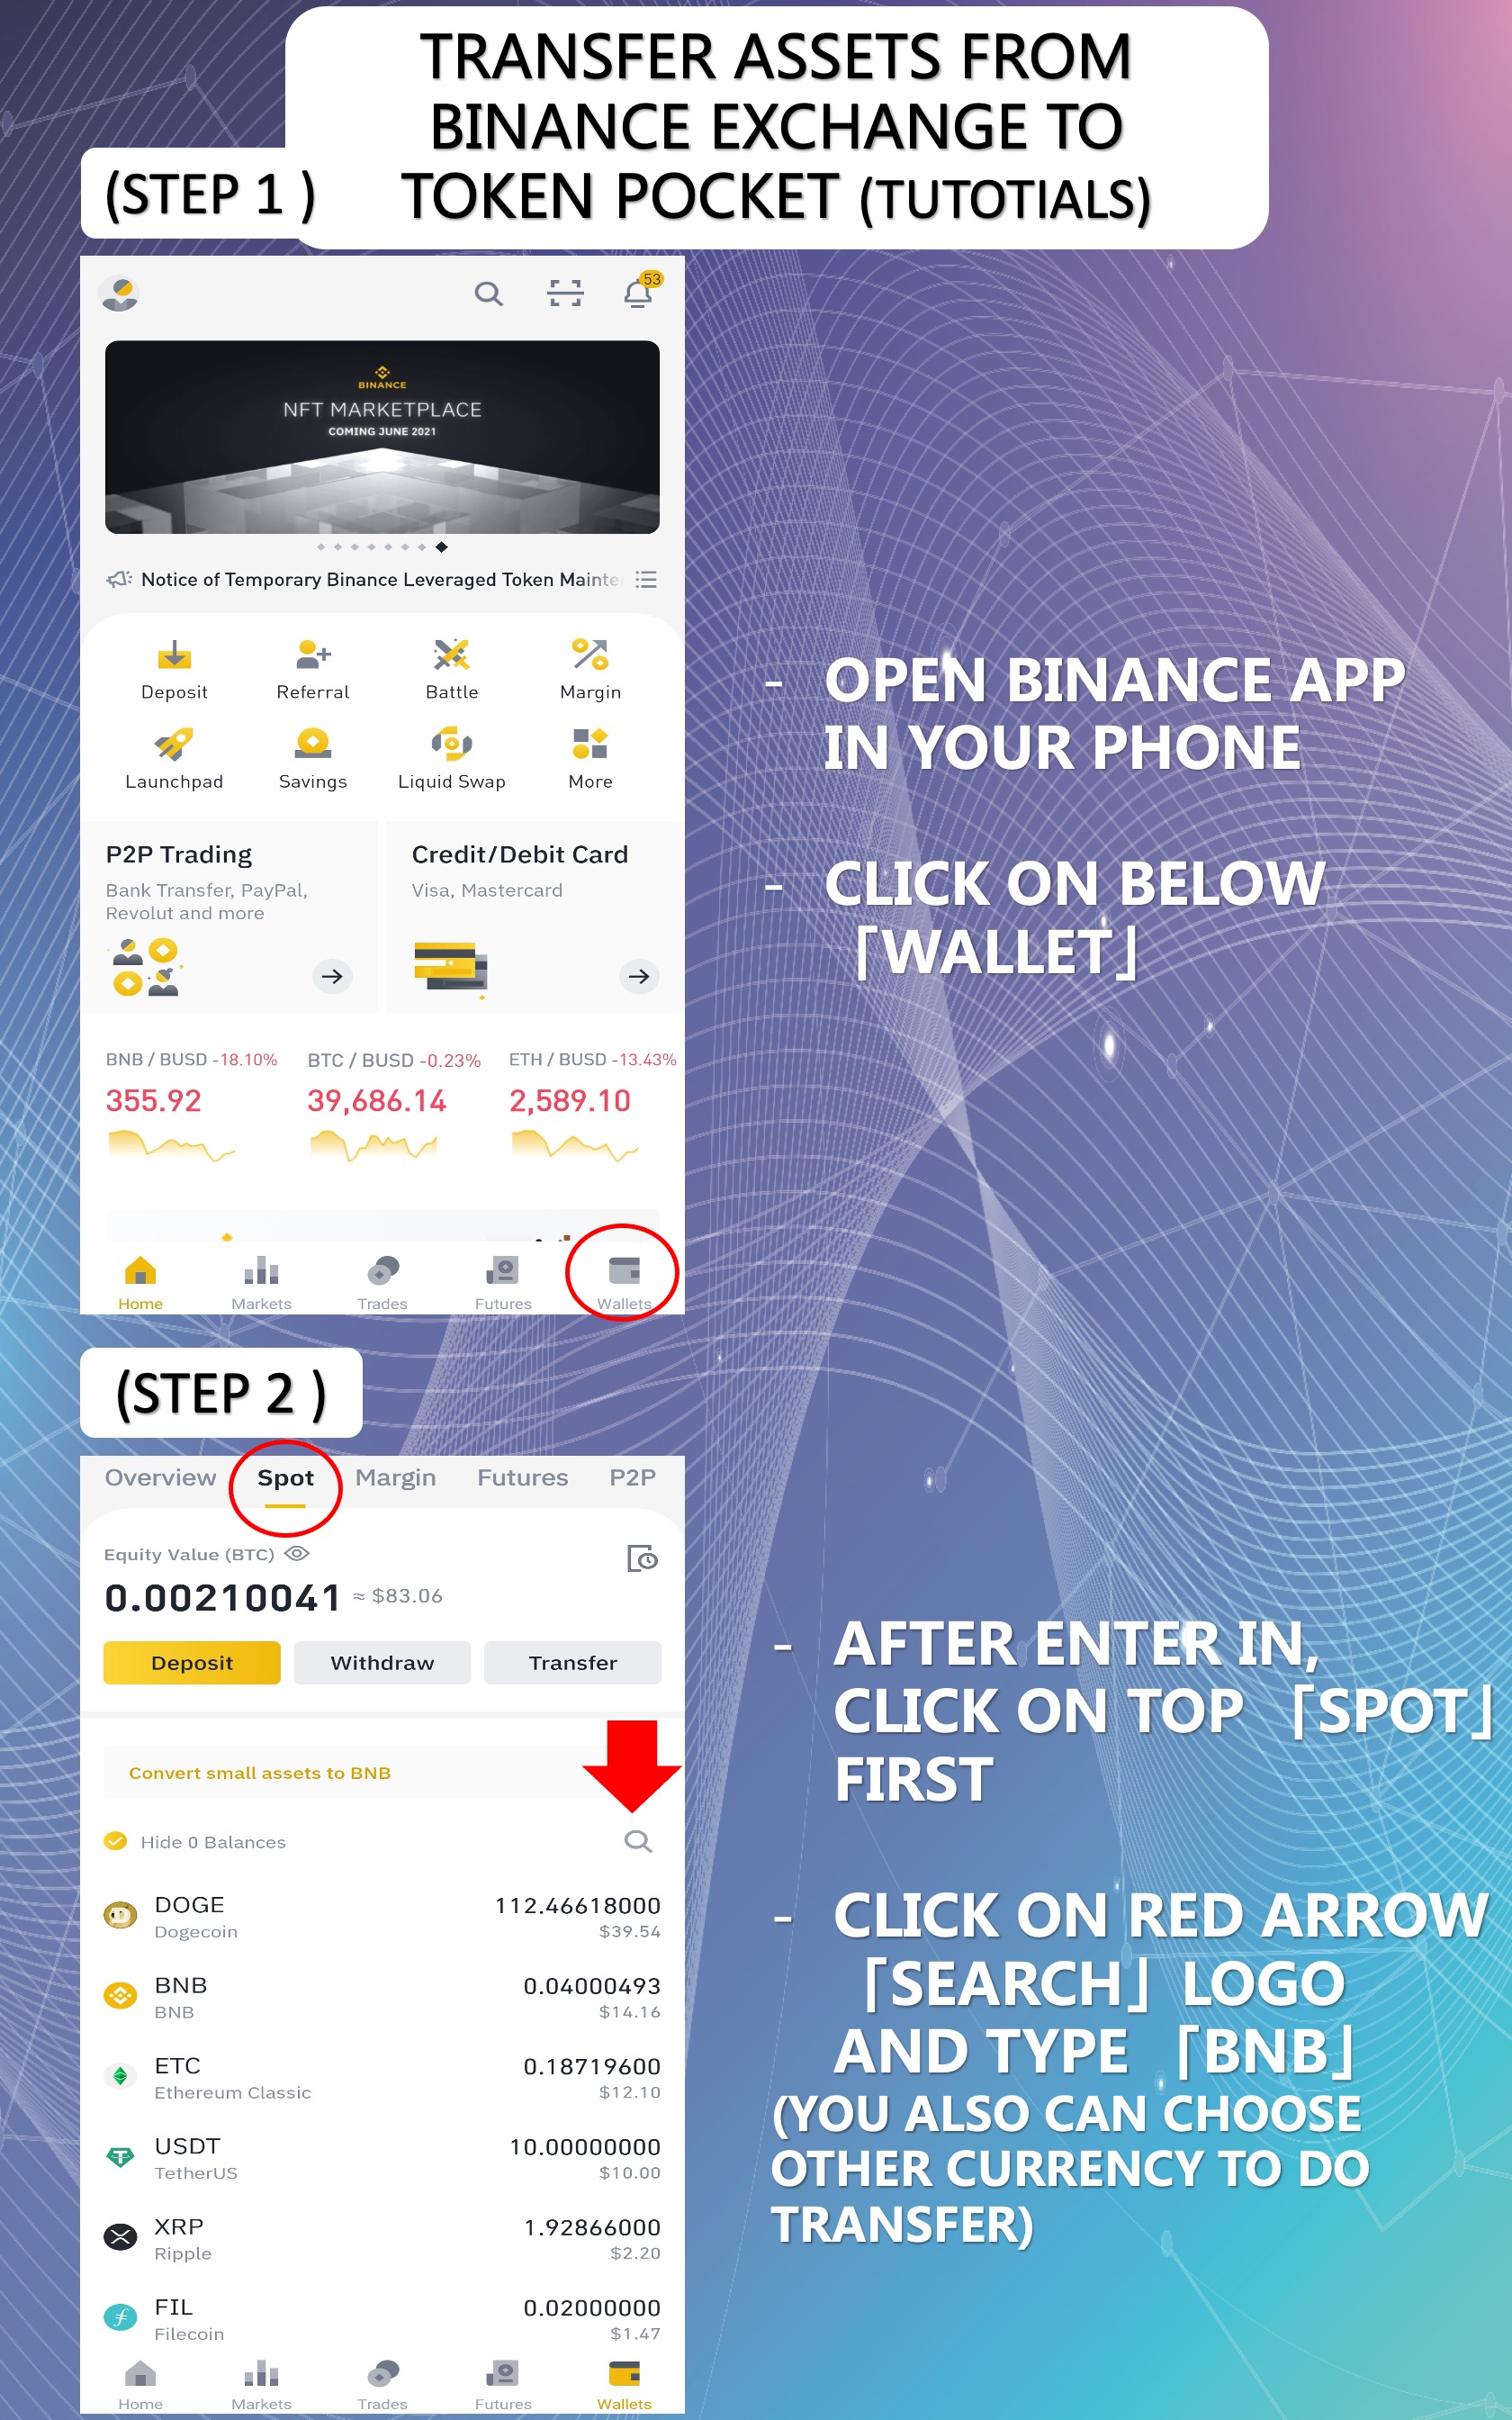 TRANSFER ASSETS FROM
BINANCE EXCHANGE TO
TOKEN POCKET (TUTOTIALS)
(STEP 1 )
53
BINANCE
NFT MARKETPLACE
COMING JUNE 2021
Notice of Temporary Binance Leveraged Token Mainte
Deposit Referral Battle Margin
Launchpad Savings Liquid Swap More
P2P Trading Credit/Debit Card
Bank Transfer, PayPal, Visa, Mastercard
Revolut and more
BNB / BUSD -18.10% BTC / BUSD -0.23% ETH / BUSD -13.43%
355.92 39,686.14 2,589.10
Home Markets Trades Futures Wallets
- OPEN BINANCE APP
IN YOUR PHONE
- CLICK ON BELOW
「WALLET」
(STEP 2 )
Overview Spot Margin Futures P2P
Equity Value (BTC)
0.00210041 ≈ $83.06
Deposit Withdraw Transfer
Convert small assets to BNB
Hide 0 Balances
DOGE 112.46618000
Dogecoin $39.54
BNB 0.04000493
BNB $14.16
ETC 0.18719600
Ethereum Classic $12.10
USDT 10.00000000
TetherUS $10.00
XRP 1.92866000
Ripple $2.20
FIL 0.02000000
Filecoin $1.47
Home Markets Trades Futures Wallets
- AFTER ENTER IN,
CLICK ON TOP 「SPOT」
FIRST
- CLICK ON RED ARROW
「SEARCH」 LOGO
AND TYPE 「BNB」
(YOU ALSO CAN CHOOSE
OTHER CURRENCY TO DO
TRANSFER)